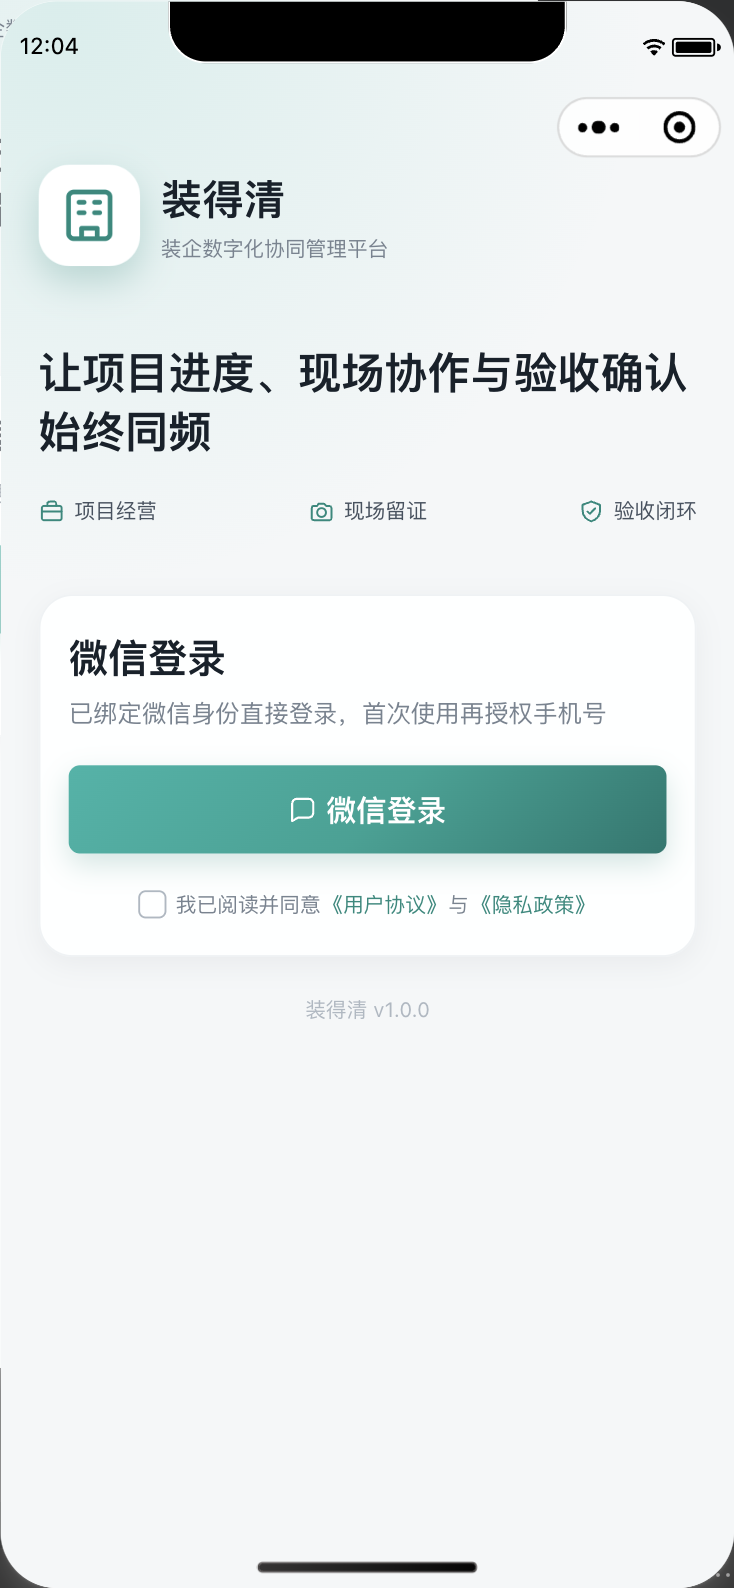 12:04
装得清
装企数字化协同管理平台
让项目进度、现场协作与验收确认
始终同频
项目经营
现场留证
验收闭环
微信登录
已绑定微信身份直接登录，首次使用再授权手机号
微信登录
我已阅读并同意《用户协议》与《隐私政策》
装得清 v1.0.0